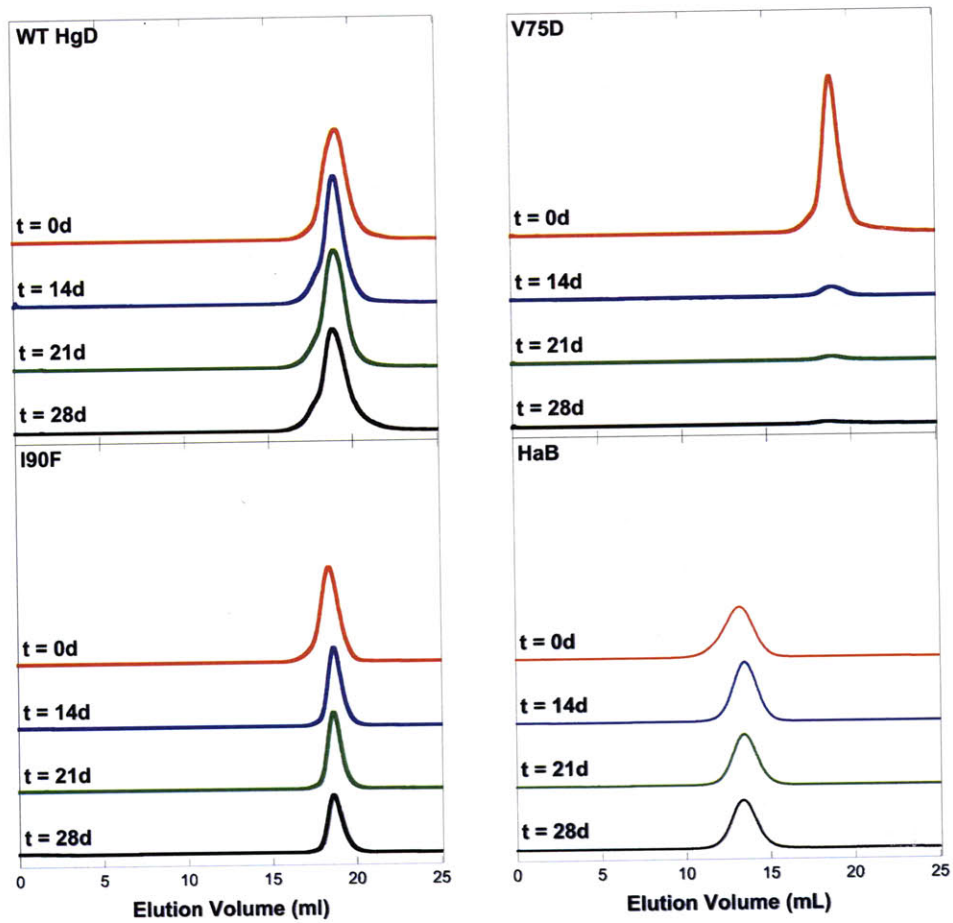 WT HgD
t = 0d
t = 14d
t = 21d
t = 28d
V75D
t = 0d
t = 14d
t = 21d
t = 28d
I90F
t = 0d
t = 14d
t = 21d
t = 28d
0 5 10 15 20 25
Elution Volume (ml)
HaB
t = 0d
t = 14d
t = 21d
t = 28d
0 5 10 15 20 25
Elution Volume (mL)